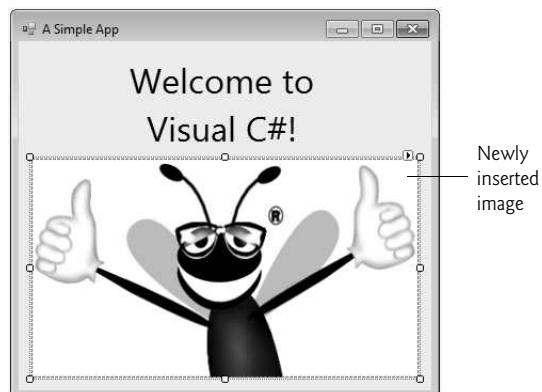 A Simple App
Welcome to
Visual C#!
®
Newly
inserted
image